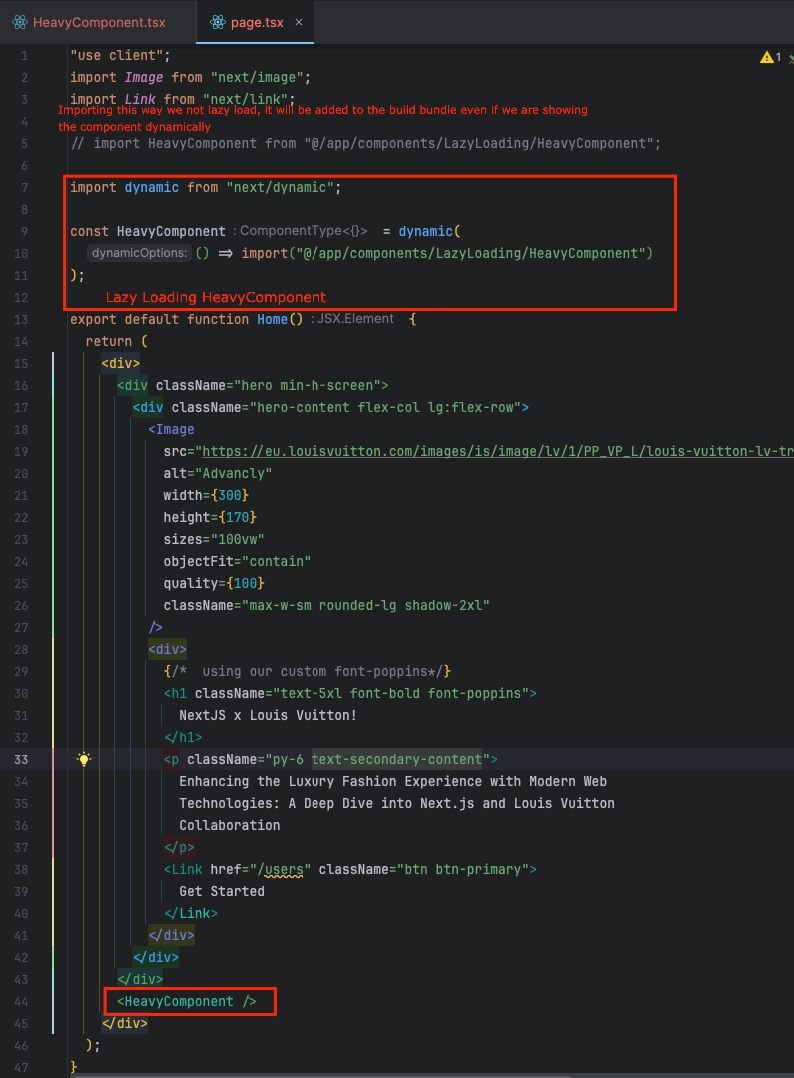 HeavyComponent.tsx
page.tsx ×
1 "use client"; 1
2 import Image from "next/image";
3 import Link from "next/link";
Importing this way we not lazy load, it will be added to the build bundle even if we are showing
4
the component dynamically
5 // import HeavyComponent from "@/app/components/LazyLoading/HeavyComponent";
6
7 import dynamic from "next/dynamic";
8
9 const HeavyComponent : ComponentType<{}> = dynamic(
10 dynamicOptions: () => import("@/app/components/LazyLoading/HeavyComponent")
11 );
12 Lazy Loading HeavyComponent
13 export default function Home() : JSX.Element {
14 return (
15 <div>
16 <div className="hero min-h-screen">
17 <div className="hero-content flex-col lg:flex-row">
18 <Image
19 src="https://eu.louisvuitton.com/images/is/image/lv/1/PP_VP_L/louis-vuitton-lv-tr
20 alt="Advancly"
21 width={300}
22 height={170}
23 sizes="100vw"
24 objectFit="contain"
25 quality={100}
26 className="max-w-sm rounded-lg shadow-2xl"
27 />
28 <div>
29 {/*  using our custom font-poppins*/}
30 <h1 className="text-5xl font-bold font-poppins">
31 NextJS x Louis Vuitton!
32 </h1>
33 <p className="py-6 text-secondary-content">
34 Enhancing the Luxury Fashion Experience with Modern Web
35 Technologies: A Deep Dive into Next.js and Louis Vuitton
36 Collaboration
37 </p>
38 <Link href="/users" className="btn btn-primary">
39 Get Started
40 </Link>
41 </div>
42 </div>
43 </div>
44 <HeavyComponent />
45 </div>
46 );
47 }